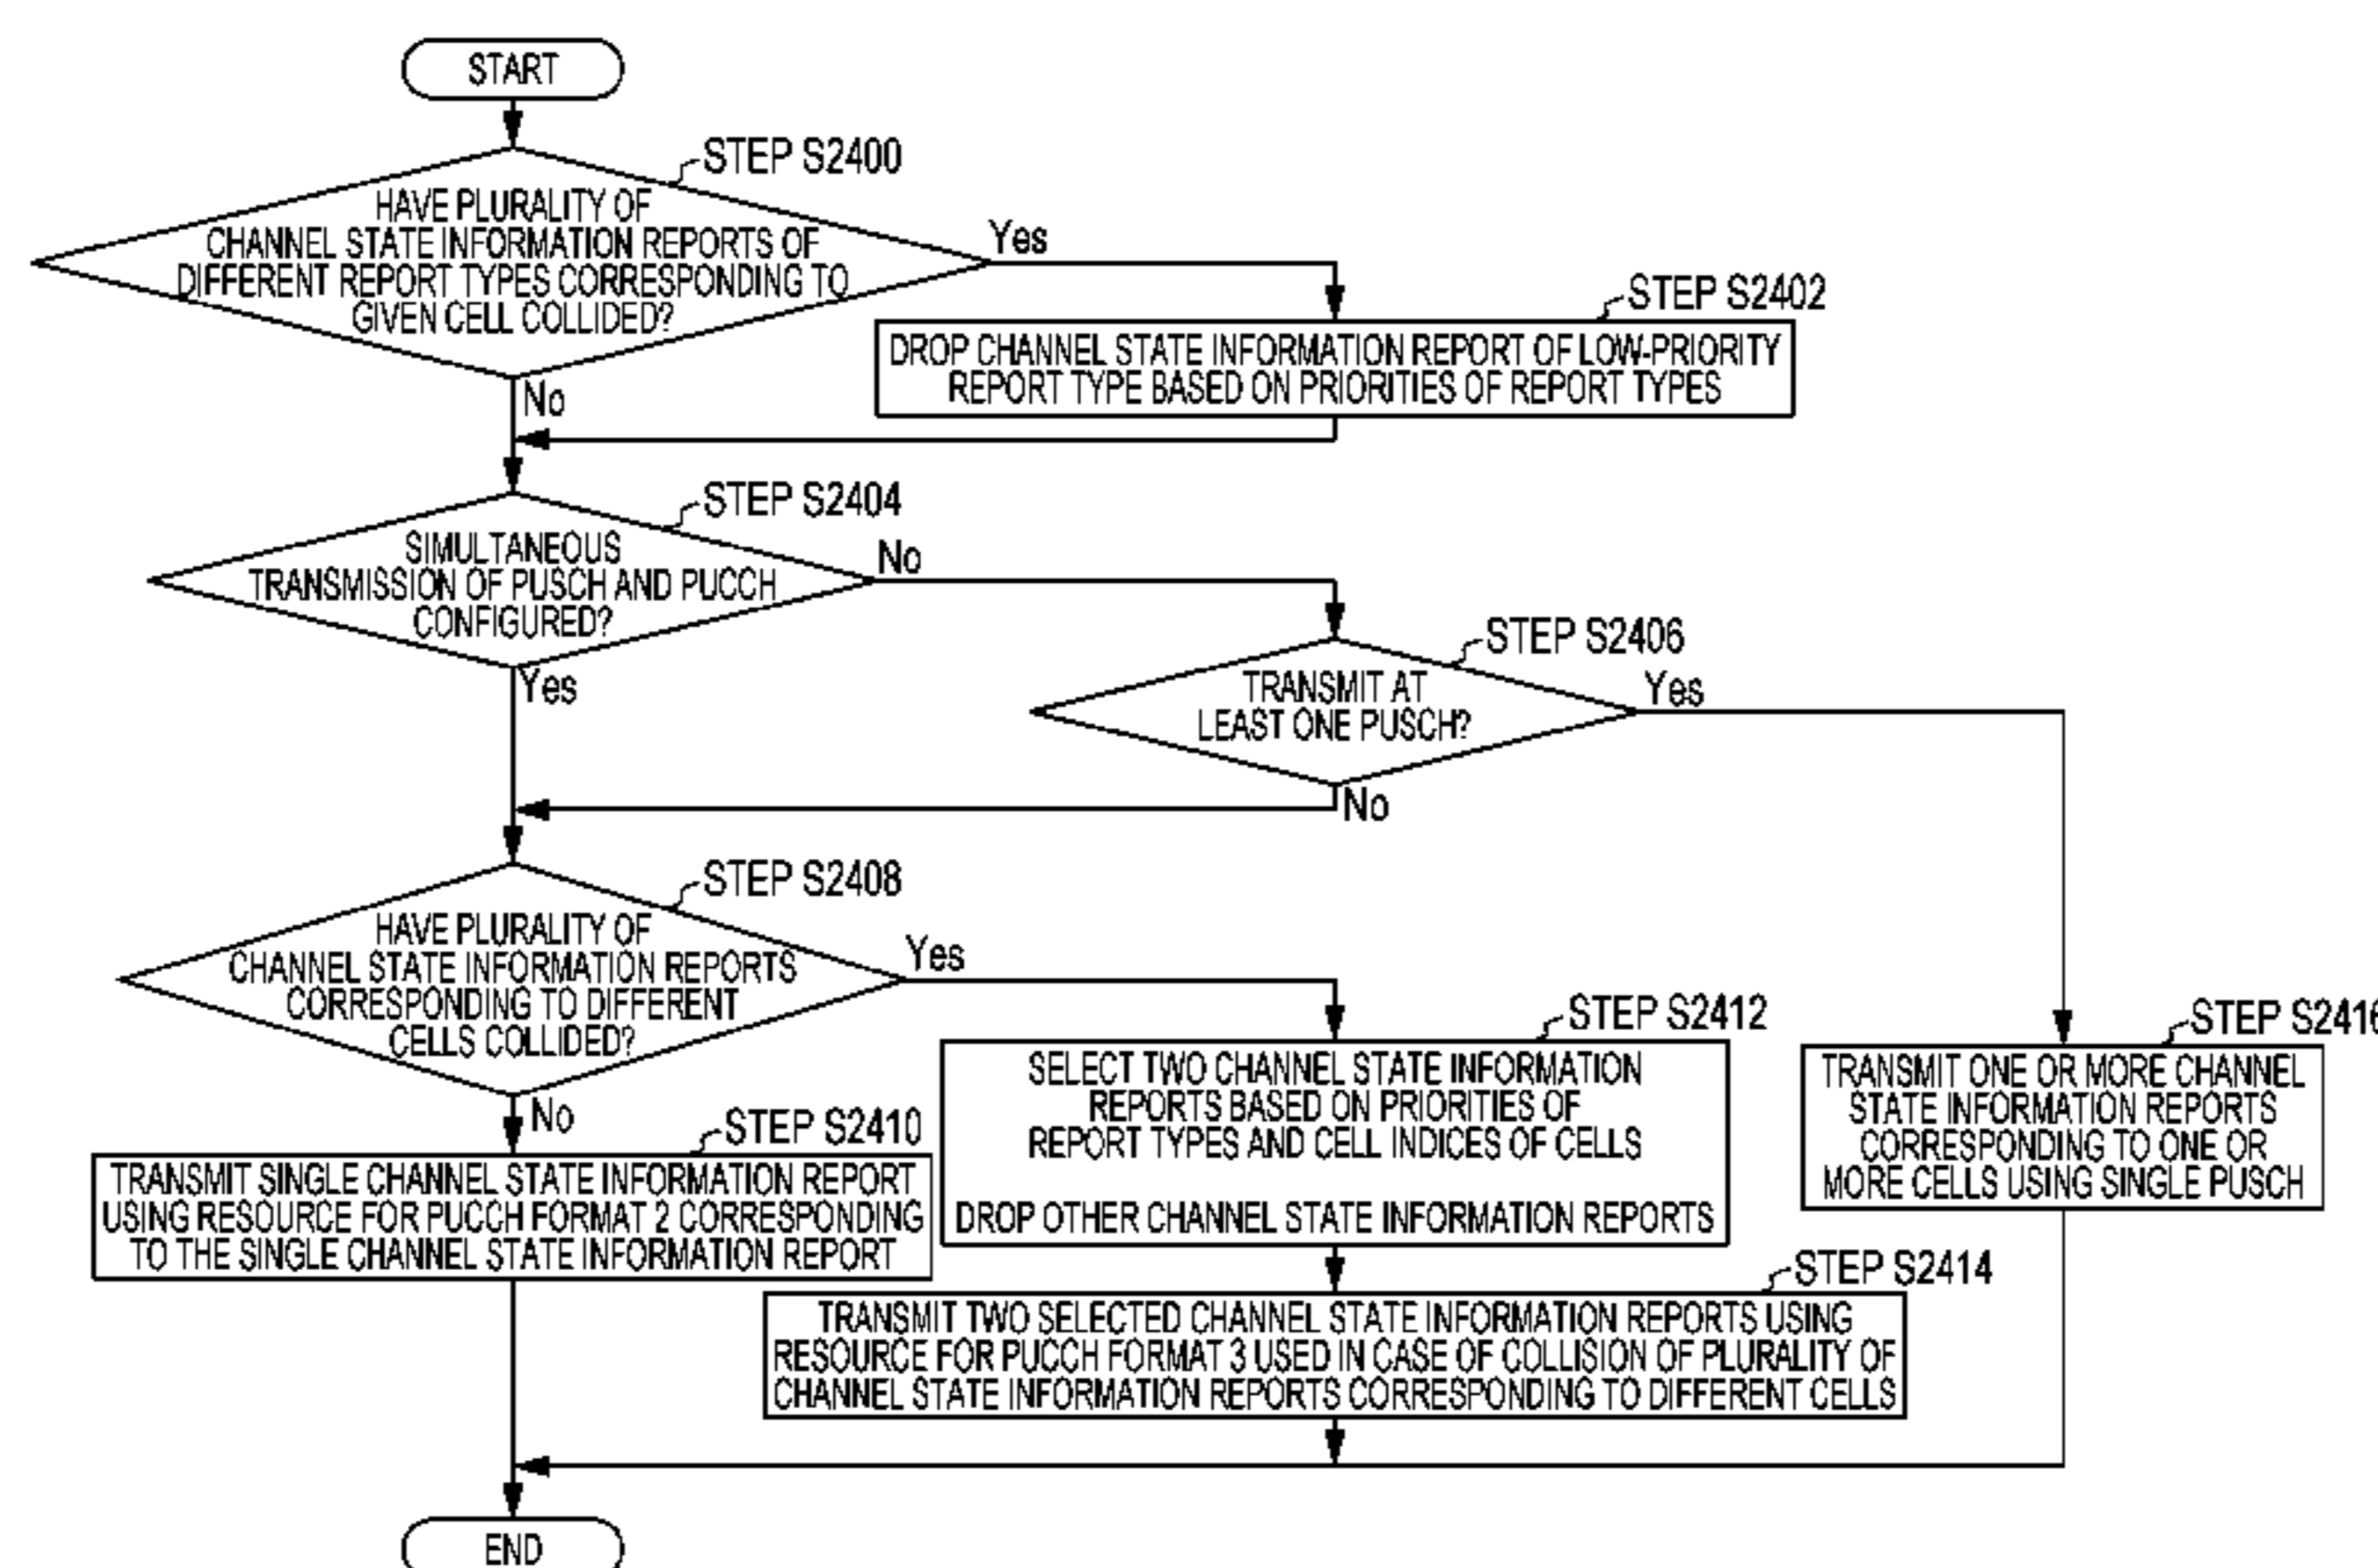 START
STEP S2400
HAVE PLURALITY OF
CHANNEL STATE INFORMATION REPORTS OF
DIFFERENT REPORT TYPES CORRESPONDING TO
GIVEN CELL COLLIDED?
Yes
No
STEP S2402
DROP CHANNEL STATE INFORMATION REPORT OF LOW-PRIORITY
REPORT TYPE BASED ON PRIORITIES OF REPORT TYPES
STEP S2404
SIMULTANEOUS
TRANSMISSION OF PUSCH AND PUCCH
CONFIGURED?
No
Yes
STEP S2406
TRANSMIT AT
LEAST ONE PUSCH?
Yes
No
STEP S2408
HAVE PLURALITY OF
CHANNEL STATE INFORMATION REPORTS
CORRESPONDING TO DIFFERENT
CELLS COLLIDED?
Yes
No
STEP S2410
TRANSMIT SINGLE CHANNEL STATE INFORMATION REPORT
USING RESOURCE FOR PUCCH FORMAT 2 CORRESPONDING
TO THE SINGLE CHANNEL STATE INFORMATION REPORT
STEP S2412
SELECT TWO CHANNEL STATE INFORMATION
REPORTS BASED ON PRIORITIES OF
REPORT TYPES AND CELL INDICES OF CELLS
DROP OTHER CHANNEL STATE INFORMATION REPORTS
STEP S2416
TRANSMIT ONE OR MORE CHANNEL
STATE INFORMATION REPORTS
CORRESPONDING TO ONE OR
MORE CELLS USING SINGLE PUSCH
STEP S2414
TRANSMIT TWO SELECTED CHANNEL STATE INFORMATION REPORTS USING
RESOURCE FOR PUCCH FORMAT 3 USED IN CASE OF COLLISION OF PLURALITY OF
CHANNEL STATE INFORMATION REPORTS CORRESPONDING TO DIFFERENT CELLS
END